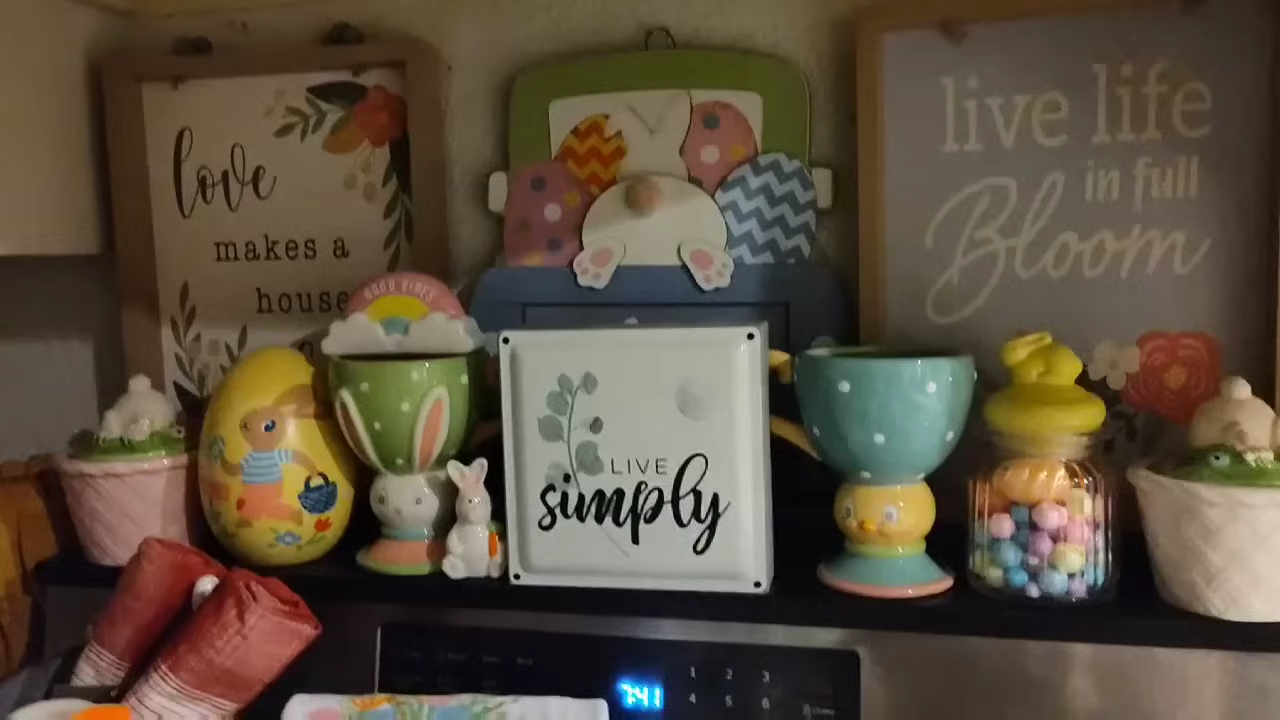 love
makes a
house
GOOD VIBES
live life
in full
Bloom
LIVE
simply
7:41
1 2 3
4 5 6